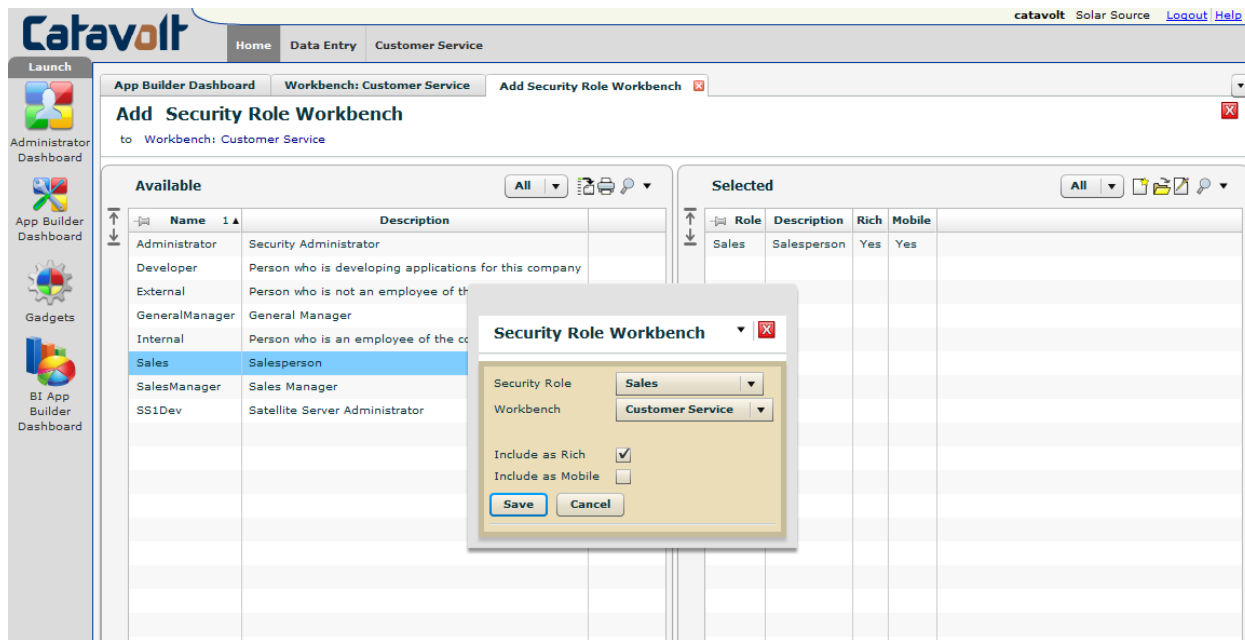 catavolt Solar Source Logout Help
Catavolt
Home Data Entry Customer Service
Launch
Administrator
Dashboard
App Builder
Dashboard
Gadgets
BI App
Builder
Dashboard
App Builder Dashboard Workbench: Customer Service Add Security Role Workbench
Add Security Role Workbench
to Workbench: Customer Service
Available All
Name 1 Description
Administrator Security Administrator
Developer Person who is developing applications for this company
External Person who is not an employee of th
GeneralManager General Manager
Internal Person who is an employee of the co
Sales Salesperson
SalesManager Sales Manager
SS1Dev Satellite Server Administrator
Selected All
Role Description Rich Mobile
Sales Salesperson Yes Yes
Security Role Workbench
Security Role Sales
Workbench Customer Service
Include as Rich
Include as Mobile
Save Cancel